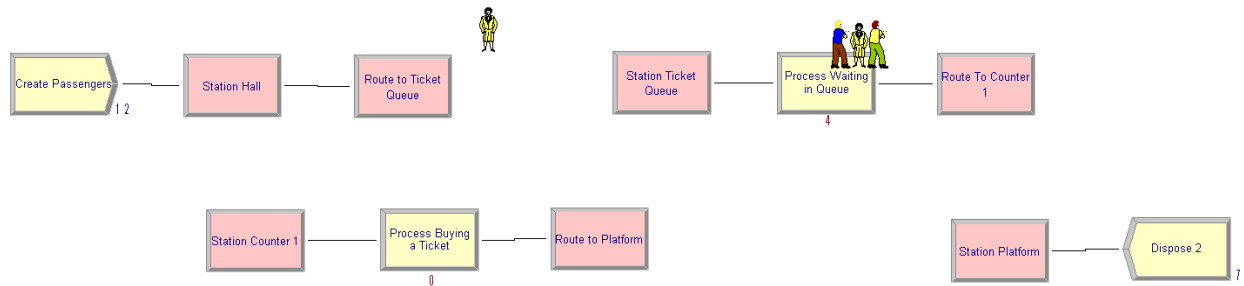 Create Passengers
1 2
Station Hall
Route to Ticket
Queue
Station Ticket
Queue
Process Waiting
in Queue
4
Route To Counter
1
Station Counter 1
Process Buying
a Ticket
0
Route to Platform
Station Platform
Dispose 2
7